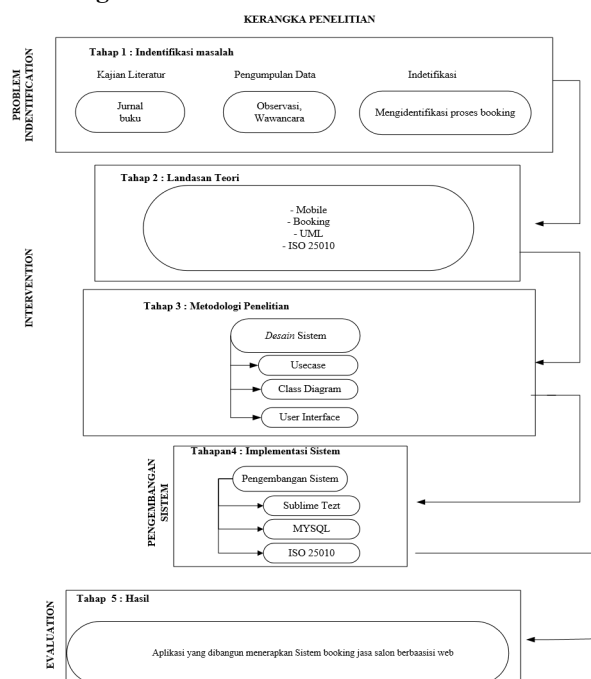 KERANGKA PENELITIAN
PROBLEM
INDENTIFICATION
Tahap 1 : Indentifikasi masalah
Kajian Literatur
Pengumpulan Data
Indetifikasi
Jurnal
buku
Observasi,
Wawancara
Mengidentifikasi proses booking
INTERVENTION
Tahap 2 : Landasan Teori
- Mobile
- Booking
- UML
- ISO 25010
Tahap 3 : Metodologi Penelitian
Desain Sistem
Usecase
Class Diagram
User Interface
PENGEMBANGAN
SISTEM
Tahapan4 : Implementasi Sistem
Pengembangan Sistem
Sublime Tezt
MYSQL
ISO 25010
EVALUATION
Tahap 5 : Hasil
Aplikasi yang dibangun menerapkan Sistem booking jasa salon berbaasisi web